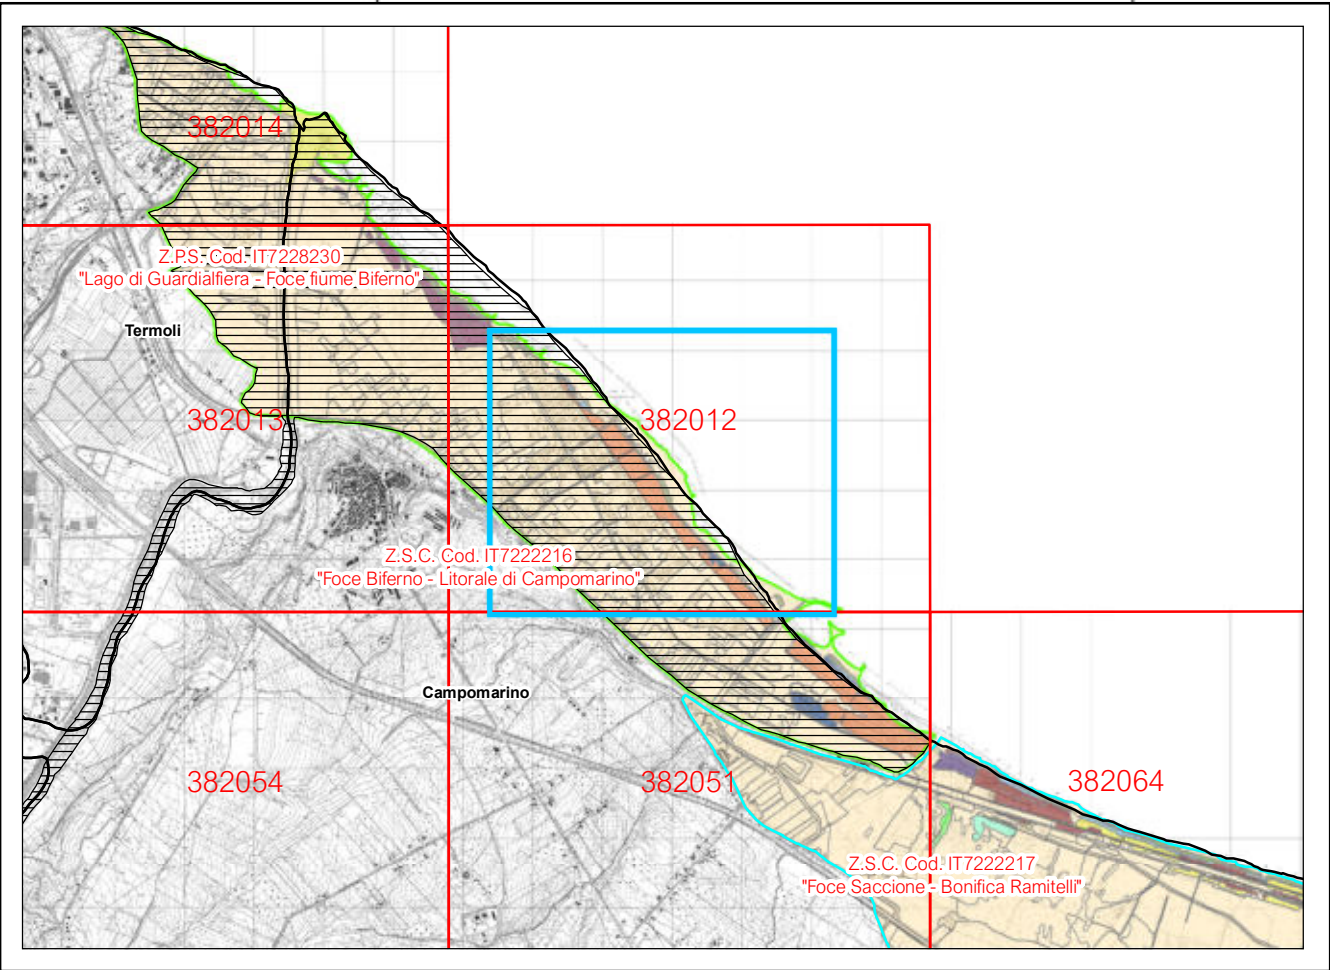 382014
Z.P.S. Cod. IT7228230
"Lago di Guardialfiera - Foce fiume Biferno"
Termoli
382013
382012
Z.S.C. Cod. IT7222216
"Foce Biferno - Litorale di Campomarino"
Campomarino
382054
382051
382064
Z.S.C. Cod. IT7222217
"Foce Saccione - Bonifica Ramitelli"